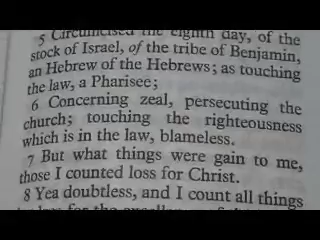 5 Circumcised the eighth day, of the
stock of Israel, of the tribe of Benjamin,
an Hebrew of the Hebrews; as touching
the law, a Pharisee;
6 Concerning zeal, persecuting the
church; touching the righteousness
which is in the law, blameless.
7 But what things were gain to me,
those I counted loss for Christ.
8 Yea doubtless, and I count all things